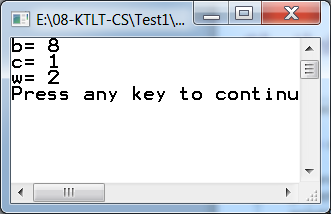 E:\08-KTLT-CS\Test1\...
b= 8
c= 1
w= 2
Press any key to continu